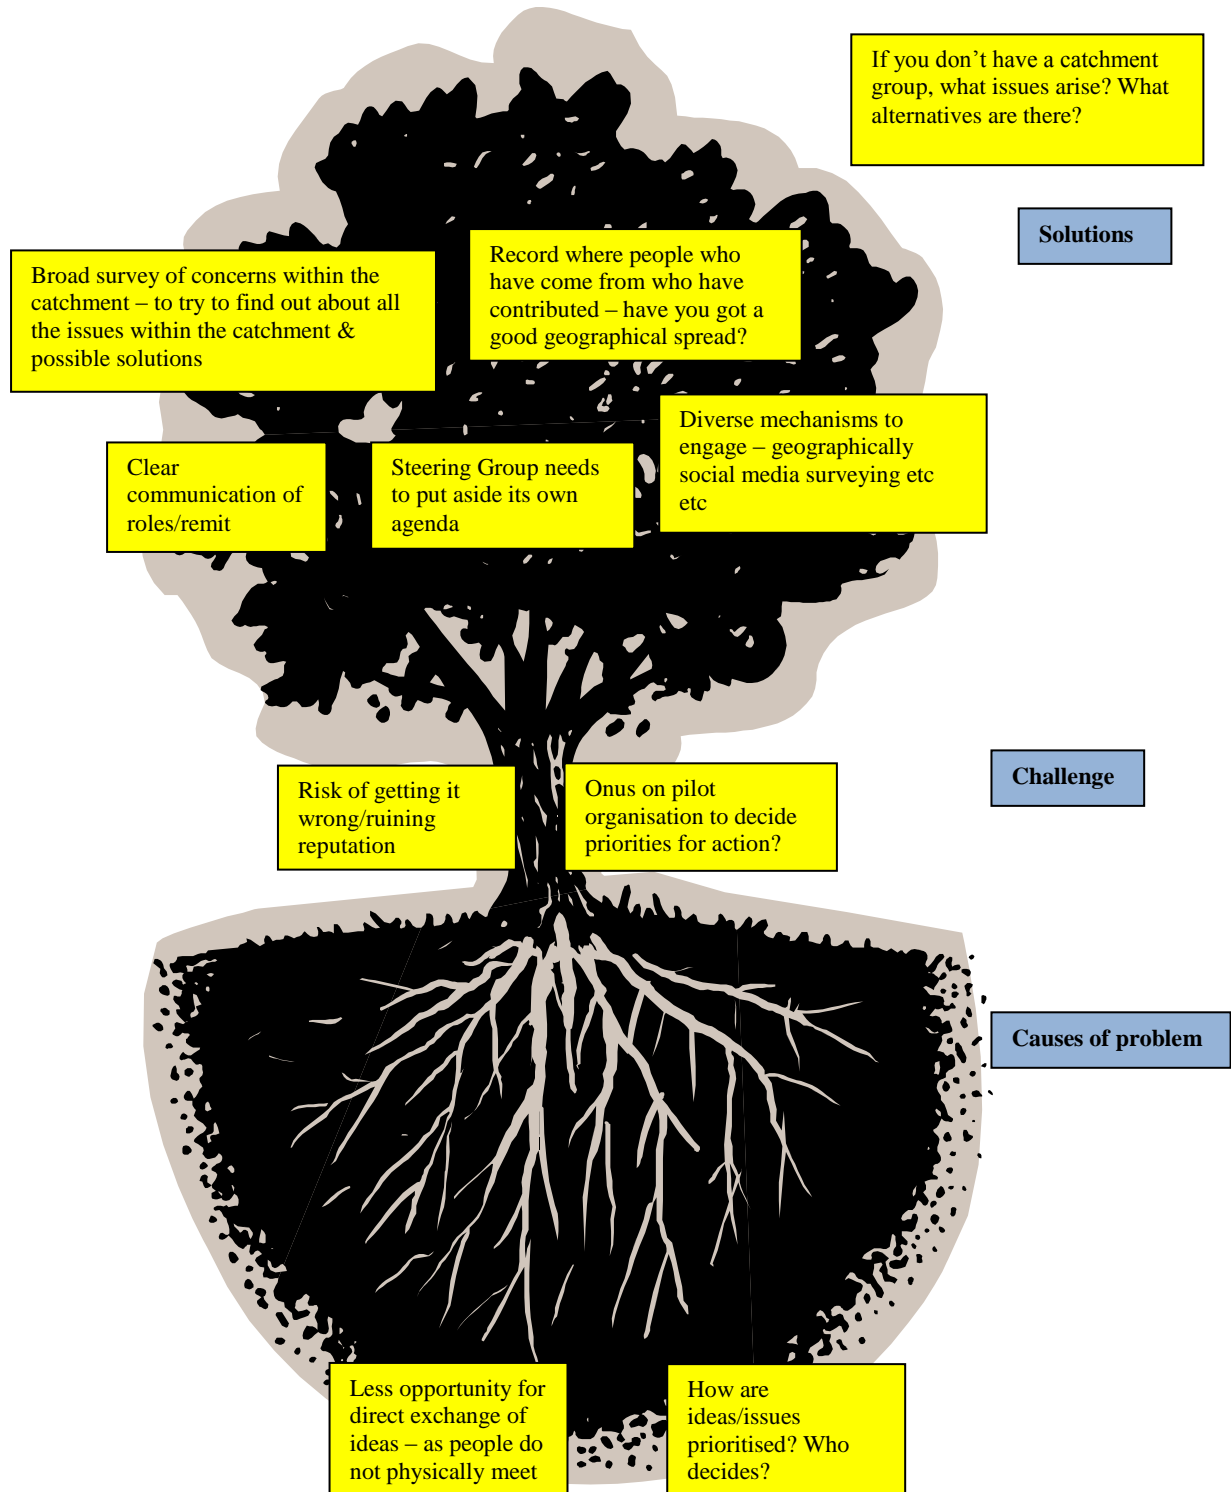 If you don’t have a catchment
group, what issues arise? What
alternatives are there?
Solutions
Record where people who
have come from who have
contributed – have you got a
good geographical spread?
Broad survey of concerns within the
catchment – to try to find out about all
the issues within the catchment &
possible solutions
Diverse mechanisms to
engage – geographically
social media surveying etc
etc
Clear
communication of
roles/remit
Steering Group needs
to put aside its own
agenda
Challenge
Risk of getting it
wrong/ruining
reputation
Onus on pilot
organisation to decide
priorities for action?
Causes of problem
Less opportunity for
direct exchange of
ideas – as people do
not physically meet
How are
ideas/issues
prioritised? Who
decides?